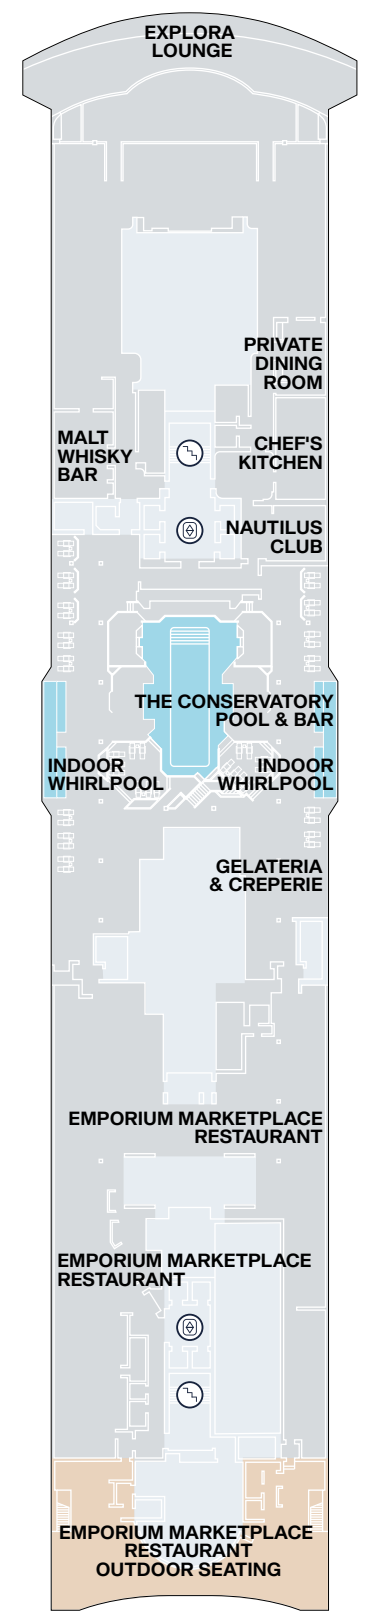 EXPLORA
LOUNGE
PRIVATE
DINING
ROOM
MALT
WHISKY
BAR
CHEF'S
KITCHEN
NAUTILUS
CLUB
THE CONSERVATORY
POOL & BAR
INDOOR
WHIRLPOOL
INDOOR
WHIRLPOOL
GELATERIA
& CREPERIE
EMPORIUM MARKETPLACE
RESTAURANT
EMPORIUM MARKETPLACE
RESTAURANT
EMPORIUM MARKETPLACE
RESTAURANT
OUTDOOR SEATING